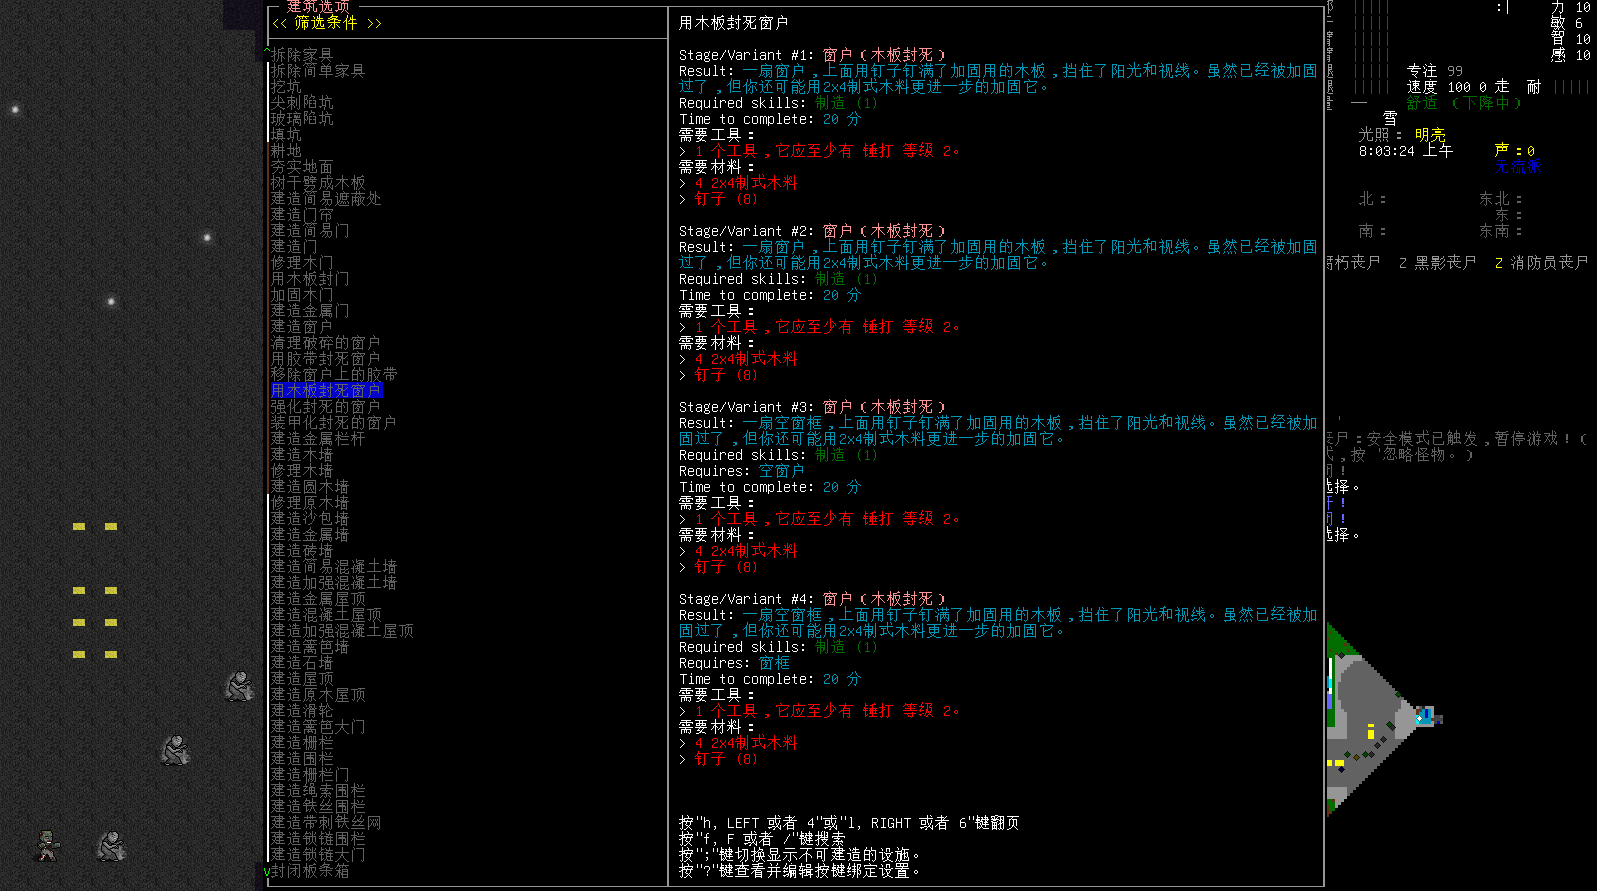 建筑选项
<< 筛选条件 >>
拆除家具
拆除简单家具
挖坑
尖刺陷坑
玻璃陷坑
填坑
耕地
夯实地面
树干劈成木板
建造简易遮蔽处
建造门帘
建造简易门
建造门
修理木门
用木板封门
加固木门
建造金属门
建造窗户
清理破碎的窗户
用胶带封死窗户
移除窗户上的胶带
用木板封死窗户
强化封死的窗户
装甲化封死的窗户
建造金属栏杆
建造木墙
修理木墙
建造圆木墙
修理原木墙
建造沙包墙
建造金属墙
建造砖墙
建造简易混凝土墙
建造加强混凝土墙
建造金属屋顶
建造混凝土屋顶
建造加强混凝土屋顶
建造篱笆墙
建造石墙
建造屋顶
建造原木屋顶
建造滑轮
建造篱笆大门
建造栅栏
建造围栏
建造栅栏门
建造绳索围栏
建造铁丝围栏
建造带刺铁丝网
建造锁链围栏
建造锁链大门
封闭板条箱
用木板封死窗户
Stage/Variant #1: 窗户（木板封死）
Result: 一扇窗户，上面用钉子钉满了加固用的木板，挡住了阳光和视线。虽然已经被加固
过了，但你还可能用2x4制式木料更进一步的加固它。
Required skills: 制造 (1)
Time to complete: 20 分
需要工具：
> 1 个工具，它应至少有 锤打 等级 2。
需要材料：
> 4 2x4制式木料
> 钉子 (8)
Stage/Variant #2: 窗户（木板封死）
Result: 一扇窗户，上面用钉子钉满了加固用的木板，挡住了阳光和视线。虽然已经被加固
过了，但你还可能用2x4制式木料更进一步的加固它。
Required skills: 制造 (1)
Time to complete: 20 分
需要工具：
> 1 个工具，它应至少有 锤打 等级 2。
需要材料：
> 4 2x4制式木料
> 钉子 (8)
Stage/Variant #3: 窗户（木板封死）
Result: 一扇空窗框，上面用钉子钉满了加固用的木板，挡住了阳光和视线。虽然已经被加
固过了，但你还可能用2x4制式木料更进一步的加固它。
Required skills: 制造 (1)
Requires: 空窗户
Time to complete: 20 分
需要工具：
> 1 个工具，它应至少有 锤打 等级 2。
需要材料：
> 4 2x4制式木料
> 钉子 (8)
Stage/Variant #4: 窗户（木板封死）
Result: 一扇空窗框，上面用钉子钉满了加固用的木板，挡住了阳光和视线。虽然已经被加
固过了，但你还可能用2x4制式木料更进一步的加固它。
Required skills: 制造 (1)
Requires: 窗框
Time to complete: 20 分
需要工具：
> 1 个工具，它应至少有 锤打 等级 2。
需要材料：
> 4 2x4制式木料
> 钉子 (8)
按"h, LEFT 或者 4"或"l, RIGHT 或者 6"键翻页
按"f, F 或者 /"键搜索
按";"键切换显示不可建造的设施。
按"?"键查看并编辑按键绑定设置。
力 10
敏 6
智 10
感 10
专注 99
速度 100 0 走 耐 |||||
舒适 （下降中）
雪
光照： 明亮
8:03:24 上午 声：0
无流派
北： 东北：
东：
南： 东南：
腐朽丧尸 Z 黑影丧尸 Z 消防员丧尸
丧尸：安全模式已触发，暂停游戏！（
式，按 '忽略怪物。）
选择。
开！
选择。